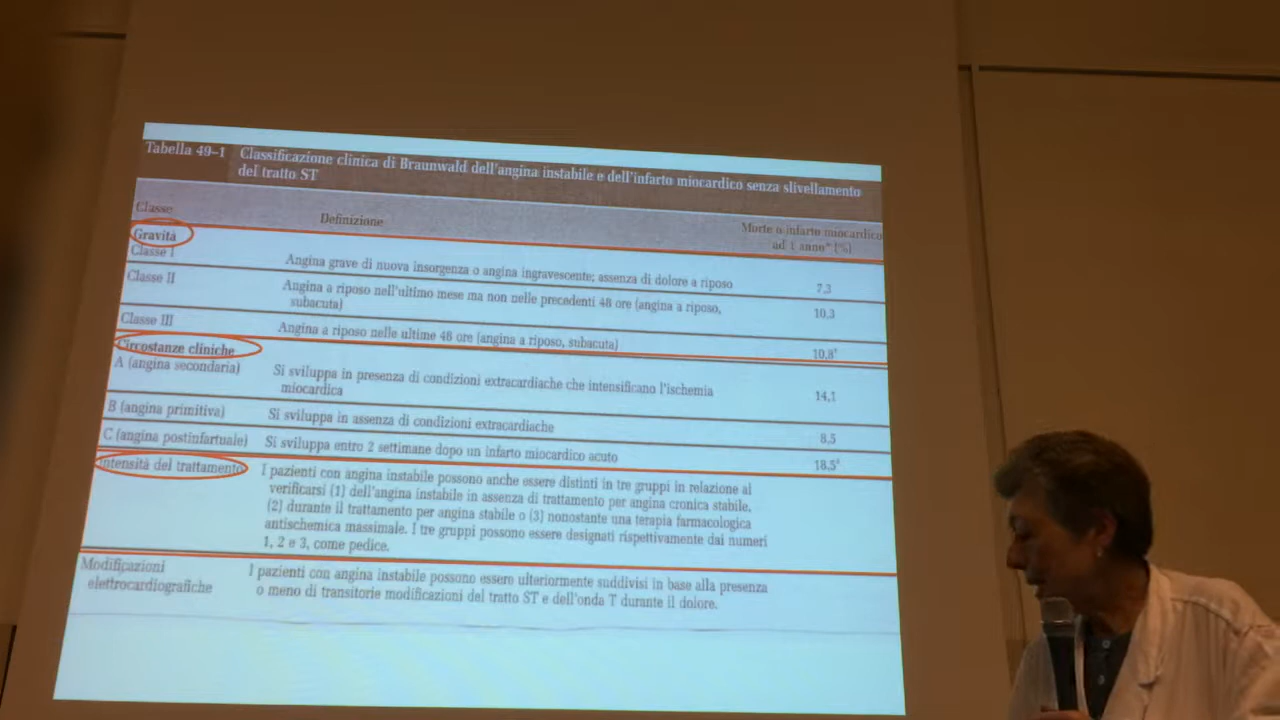 Tabella 49-1 Classificazione clinica di Braunwald dell'angina instabile e dell'infarto miocardico senza slivellamento
del tratto ST
Classe Definizione Morte o infarto miocardico
ad 1 anno* (%)
Gravità
Classe I Angina grave di nuova insorgenza o angina ingravescente; assenza di dolore a riposo 7,3
Classe II Angina a riposo nell'ultimo mese ma non nelle precedenti 48 ore (angina a riposo, 10,3
subacuta)
Classe III Angina a riposo nelle ultime 48 ore (angina a riposo, subacuta) 10,8†
Circostanze cliniche
A (angina secondaria) Si sviluppa in presenza di condizioni extracardiache che intensificano l'ischemia 14,1
miocardica
B (angina primitiva) Si sviluppa in assenza di condizioni extracardiache 8,5
C (angina postinfartuale) Si sviluppa entro 2 settimane dopo un infarto miocardico acuto 18,5‡
Intensità del trattamento I pazienti con angina instabile possono anche essere distinti in tre gruppi in relazione al
verificarsi (1) dell'angina instabile in assenza di trattamento per angina cronica stabile,
(2) durante il trattamento per angina stabile o (3) nonostante una terapia farmacologica
antischemica massimale. I tre gruppi possono essere designati rispettivamente dai numeri
1, 2 e 3, come pedice.
Modificazioni I pazienti con angina instabile possono essere ulteriormente suddivisi in base alla presenza
elettrocardiografiche o meno di transitorie modificazioni del tratto ST e dell'onda T durante il dolore.